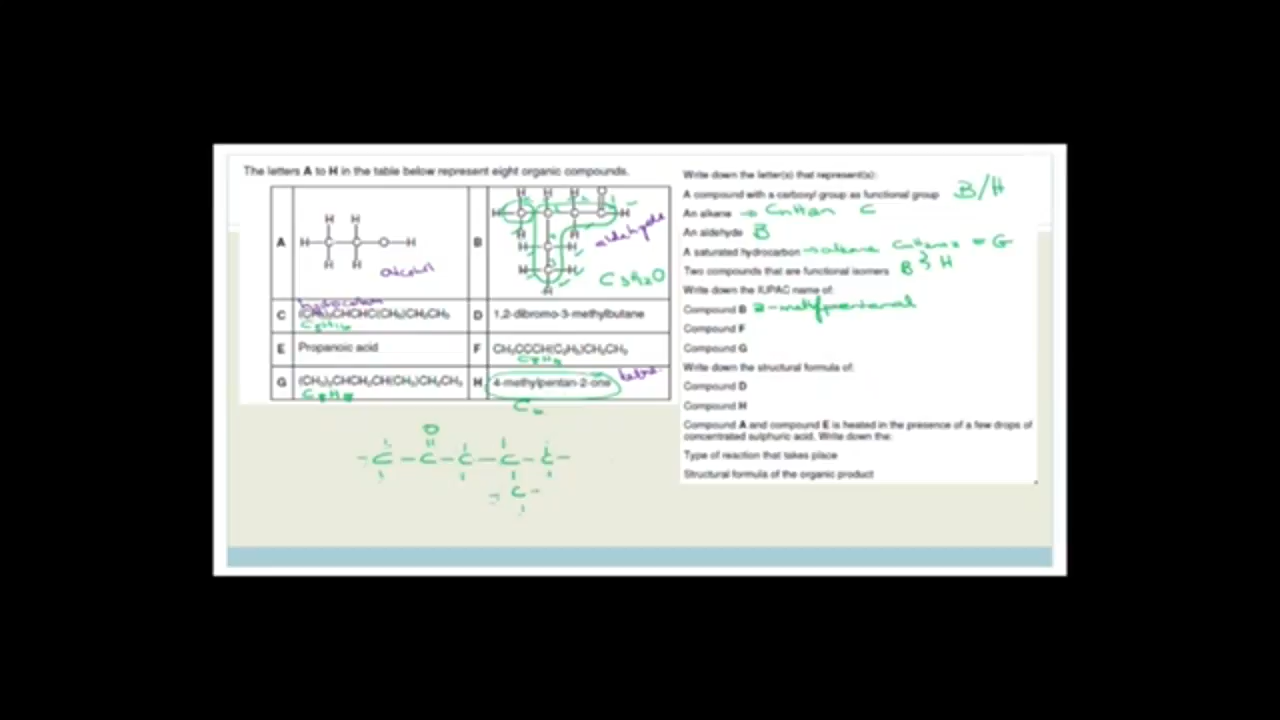 The letters A to H in the table below represent eight organic compounds.
A
H H
H—C—C—O—H
H H
alcohol
B
H H H O
H C C C C H
aldehyde
H
H C H
H C H
H
C
(CH₃)₂CHCHC(CH₃)CH₂CH₃
D
1,2-dibromo-3-methylbutane
E
Propanoic acid
F
CH₃CCCH(C₂H₅)CH₂CH₃
G
(CH₃)₂CHCH₂CH(CH₃)CH₂CH₃
H
4-methylpentan-2-one
O
-C-C-C-C-C-
-C-
Write down the letter(s) that represent(s):
A compound with a carboxyl group as functional group B/H
An alkene → CnH2n C
An aldehyde B
A saturated hydrocarbon → alkane G
Two compounds that are functional isomers B & H
Write down the IUPAC name of:
Compound B 2-methylpentanal
Compound F
Compound G
Write down the structural formula of:
Compound D
Compound H
Compound A and compound E is heated in the presence of a few drops of
concentrated sulphuric acid. Write down the:
Type of reaction that takes place
Structural formula of the organic product